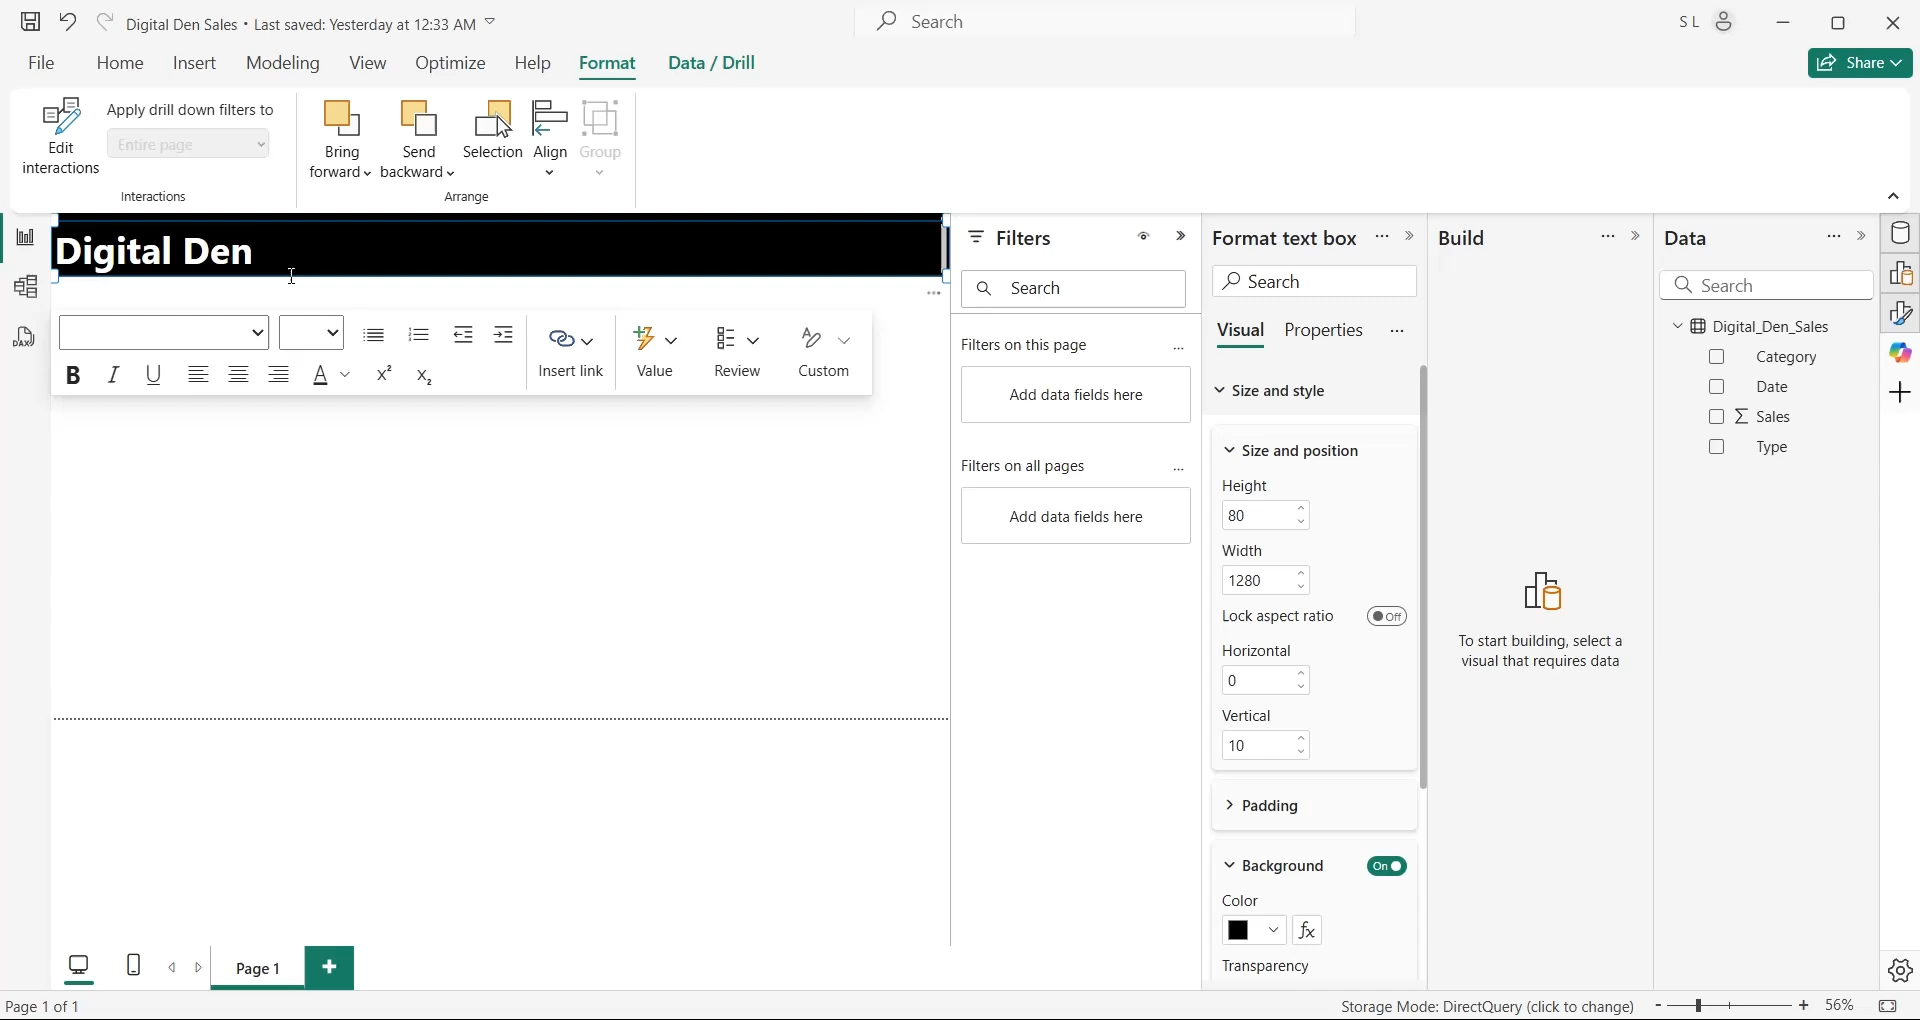 Digital Den Sales • Last saved: Yesterday at 12:33 AM
Search
S L
File
Home
Insert
Modeling
View
Optimize
Help
Format
Data / Drill
Share
Edit
interactions
Apply drill down filters to
Entire page
Interactions
Bring
forward
Send
backward
Selection
Align
Group
Arrange
Digital Den
DAX
B
I
U
A
x²
x₂
Insert link
Value
Review
Custom
Filters
Search
Filters on this page
...
Add data fields here
Filters on all pages
...
Add data fields here
Format text box
Search
Visual
Properties
Size and style
Size and position
Height
80
Width
1280
Lock aspect ratio
Off
Horizontal
0
Vertical
10
Padding
Background
On
Color
fx
Transparency
Build
To start building, select a
visual that requires data
Data
Search
Digital_Den_Sales
Category
Date
Σ Sales
Type
Page 1
+
Page 1 of 1
Storage Mode: DirectQuery (click to change)
- + 56%